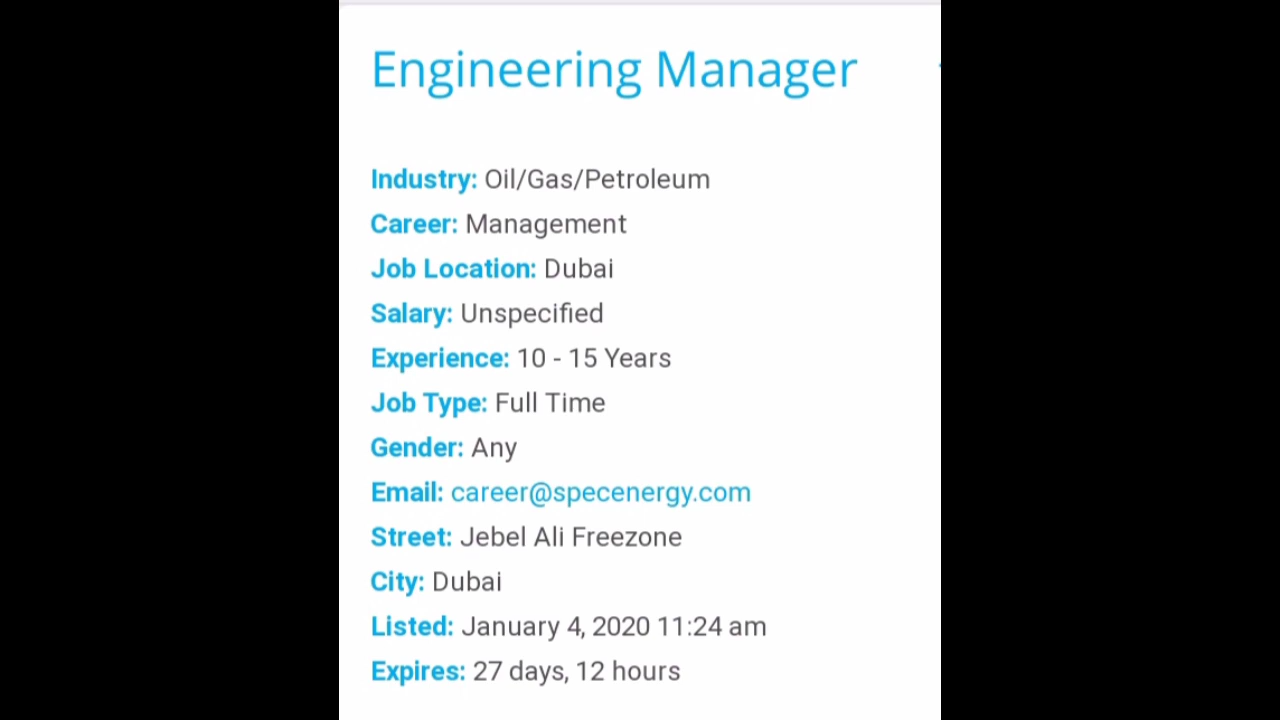 Engineering Manager
Industry: Oil/Gas/Petroleum
Career: Management
Job Location: Dubai
Salary: Unspecified
Experience: 10 - 15 Years
Job Type: Full Time
Gender: Any
Email: career@specenergy.com
Street: Jebel Ali Freezone
City: Dubai
Listed: January 4, 2020 11:24 am
Expires: 27 days, 12 hours